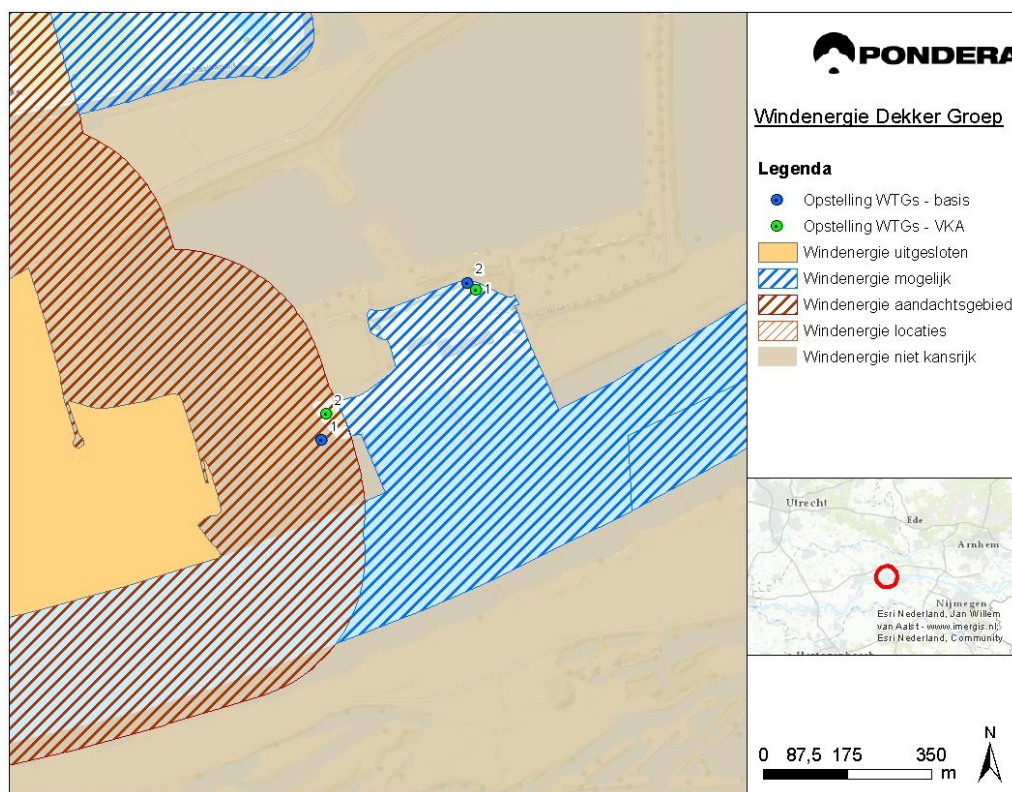 PONDERA
Windenergie Dekker Groep
Legenda
Opstelling WTGs - basis
Opstelling WTGs - VKA
Windenergie uitgesloten
Windenergie mogelijk
Windenergie aandachtsgebied
Windenergie locaties
Windenergie niet kansrijk
2
1
2
1
Utrecht
Ede
Arnhem
Nijmegen
Esri Nederland, Jan Willem
van Aalst - www.imergis.nl;
Esri Nederland, Community
N
0 87,5 175 350
m